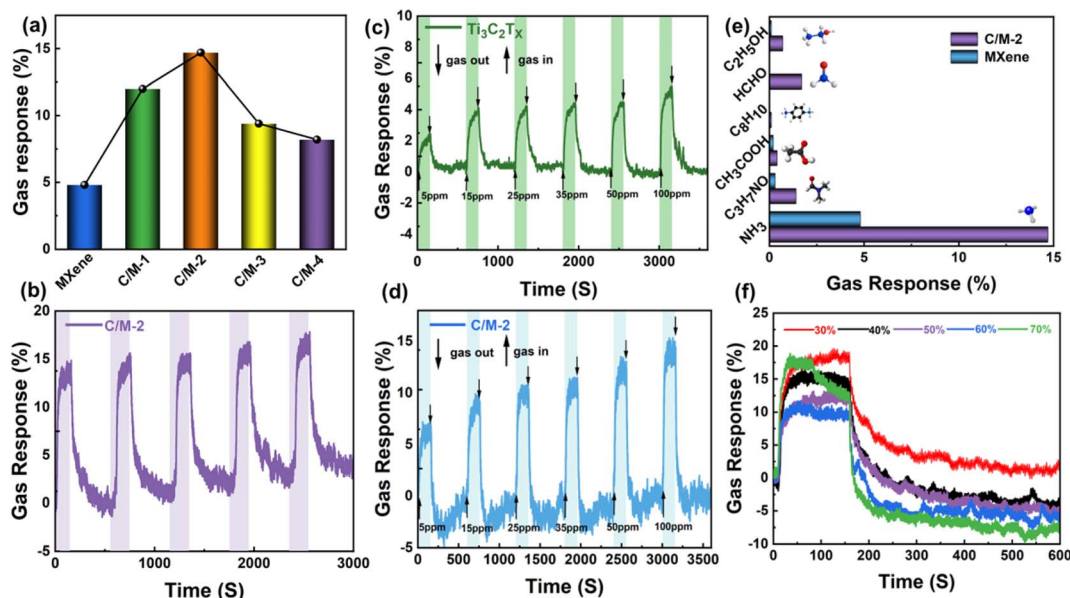 (a)
Gas response (%)
15
10
5
0
MXene
C/M-1
C/M-2
C/M-3
C/M-4
(b)
Gas Response (%)
C/M-2
20
15
10
5
0
-5
0
1000
2000
3000
Time (S)
(c)
Gas Response (%)
Ti3C2TX
gas out
gas in
10
8
6
4
2
0
-2
-4
5ppm
15ppm
25ppm
35ppm
50ppm
100ppm
0
500
1000
1500
2000
2500
3000
3500
Time (S)
(d)
Gas Response (%)
C/M-2
gas out
gas in
15
10
5
0
-5
5ppm
15ppm
25ppm
35ppm
50ppm
100ppm
0
500
1000
1500
2000
2500
3000
3500
Time (S)
(e)
C2H5OH
HCHO
C8H10
CH3COOH
C3H7NO
NH3
C/M-2
MXene
0
5
10
15
Gas Response (%)
(f)
Gas Response (%)
30%
40%
50%
60%
70%
25
20
15
10
5
0
-5
-10
0
100
200
300
400
500
600
Time (S)